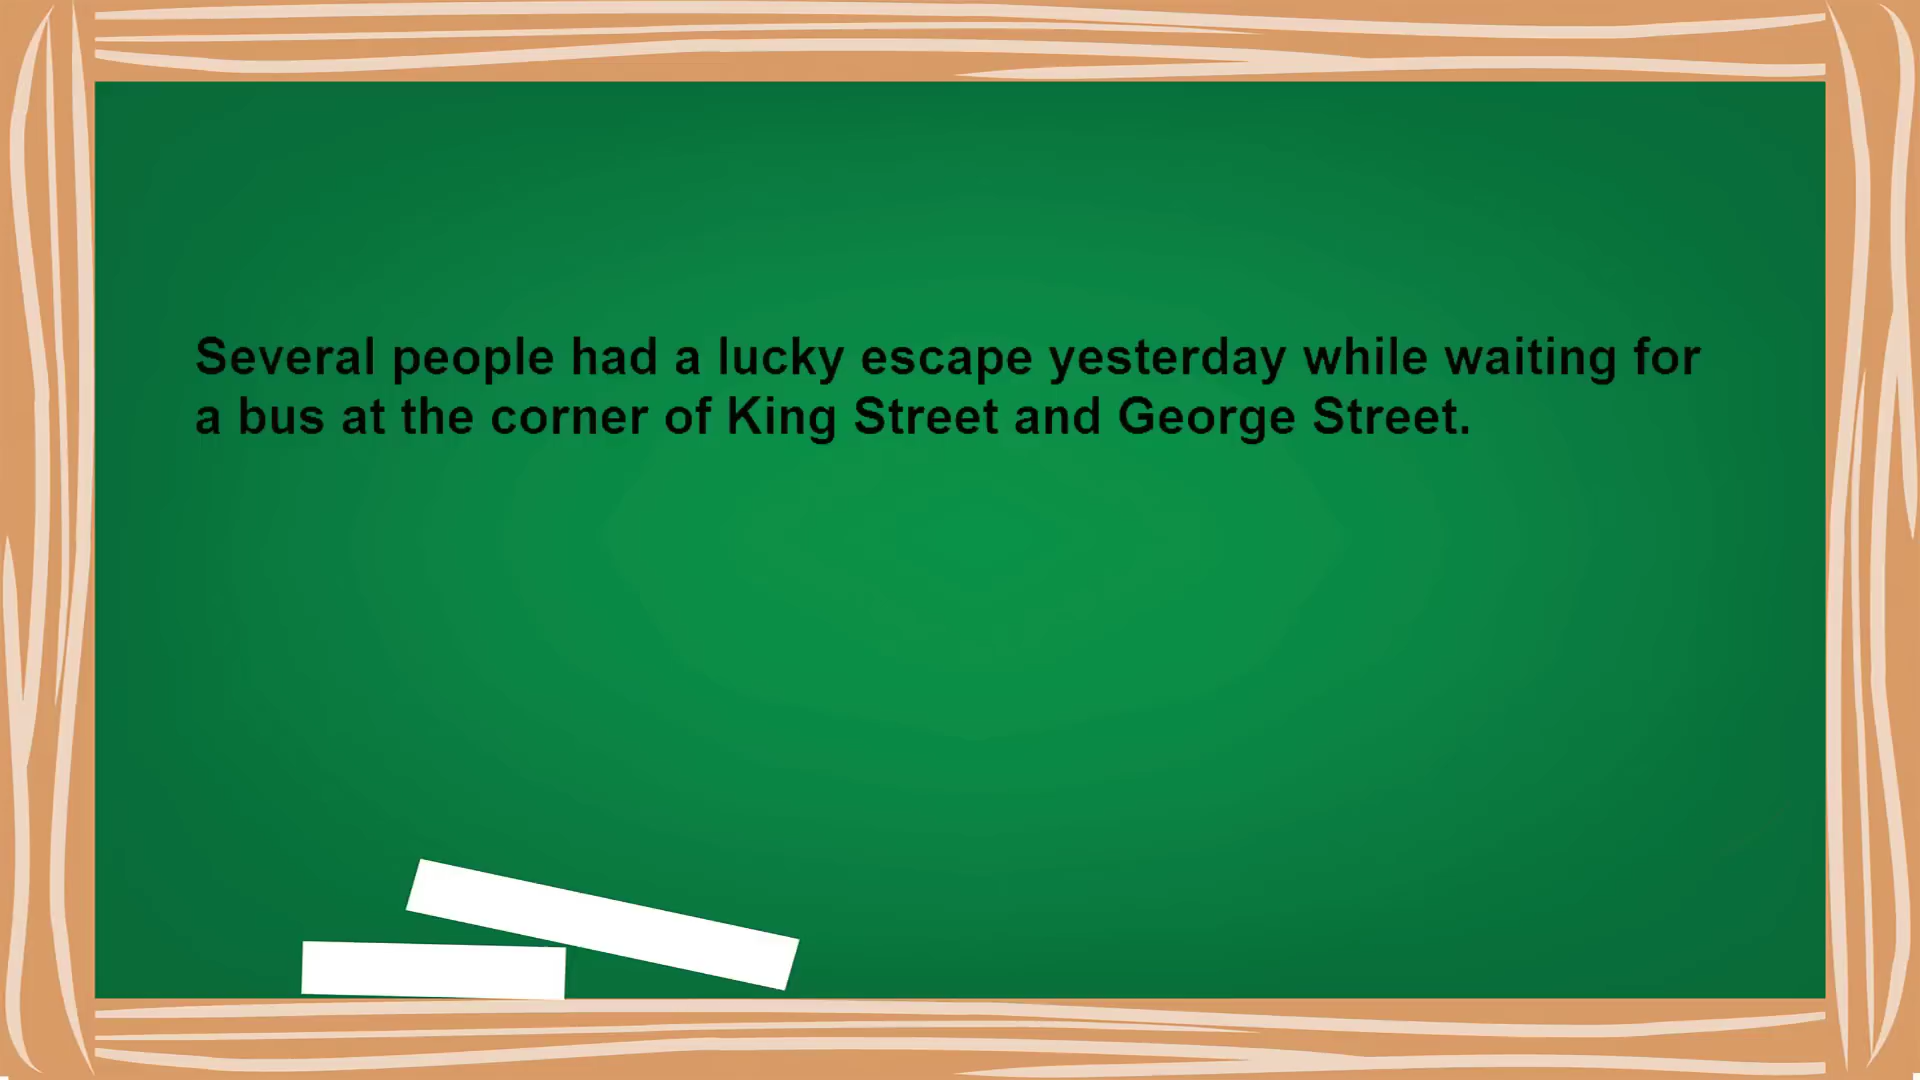 Several people had a lucky escape yesterday while waiting for
a bus at the corner of King Street and George Street.